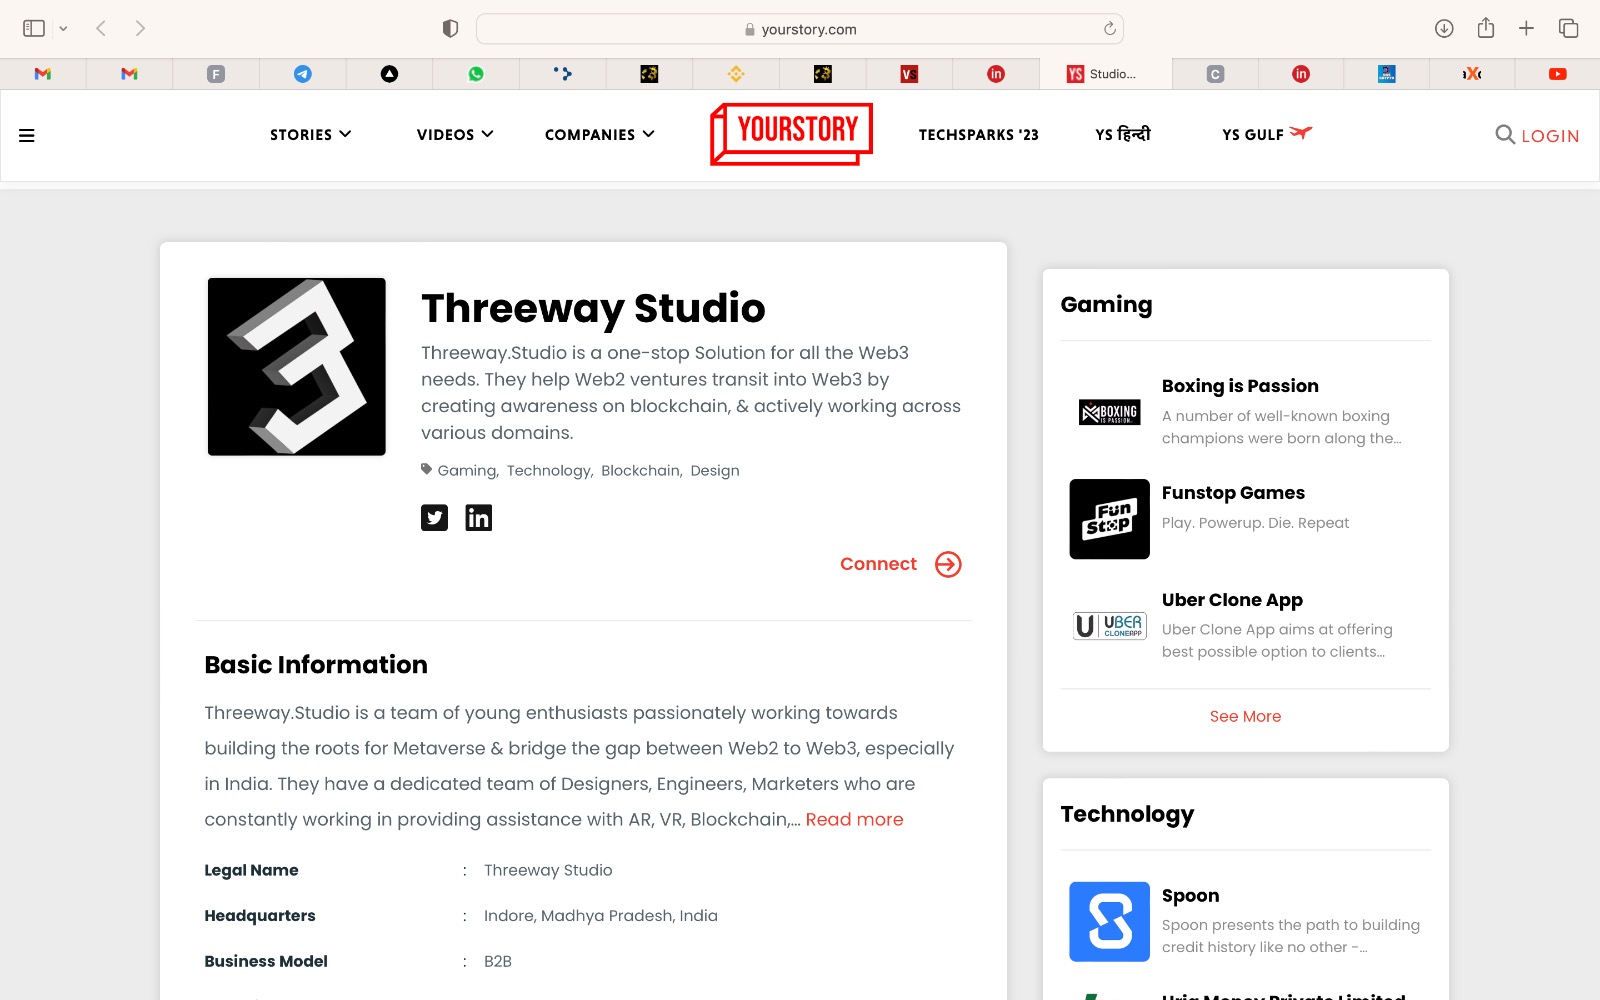 yourstory.com
F
VS
in
YS Studio...
C
in
STORIES
VIDEOS
COMPANIES
YOURSTORY
TECHSPARKS '23
YS हिन्दी
YS GULF
LOGIN
Threeway Studio
Threeway.Studio is a one-stop Solution for all the Web3
needs. They help Web2 ventures transit into Web3 by
creating awareness on blockchain, & actively working across
various domains.
Gaming, Technology, Blockchain, Design
in
Connect
Basic Information
Threeway.Studio is a team of young enthusiasts passionately working towards
building the roots for Metaverse & bridge the gap between Web2 to Web3, especially
in India. They have a dedicated team of Designers, Engineers, Marketers who are
constantly working in providing assistance with AR, VR, Blockchain,... Read more
Legal Name : Threeway Studio
Headquarters : Indore, Madhya Pradesh, India
Business Model : B2B
Gaming
BOXING
IS PASSION
Boxing is Passion
A number of well-known boxing
champions were born along the...
Fun
Stop
Funstop Games
Play. Powerup. Die. Repeat
U UBER
CLONEAPP
Uber Clone App
Uber Clone App aims at offering
best possible option to clients...
See More
Technology
Spoon
Spoon presents the path to building
credit history like no other -...
Money Private Limited